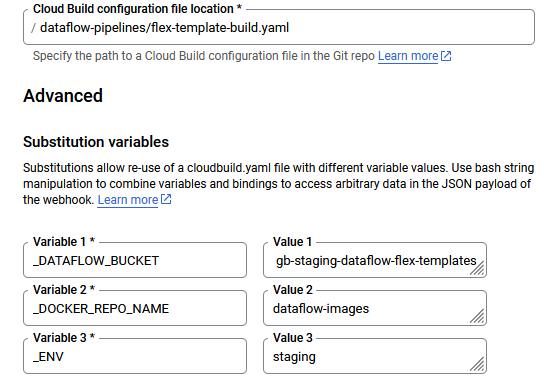 Cloud Build configuration file location *
/ dataflow-pipelines/flex-template-build.yaml
Specify the path to a Cloud Build configuration file in the Git repo Learn more
Advanced
Substitution variables
Substitutions allow re-use of a cloudbuild.yaml file with different variable values. Use bash string
manipulation to combine variables and bindings to access arbitrary data in the JSON payload of
the webhook. Learn more
Variable 1 * Value 1
_DATAFLOW_BUCKET gb-staging-dataflow-flex-templates
Variable 2 * Value 2
_DOCKER_REPO_NAME dataflow-images
Variable 3 * Value 3
_ENV staging